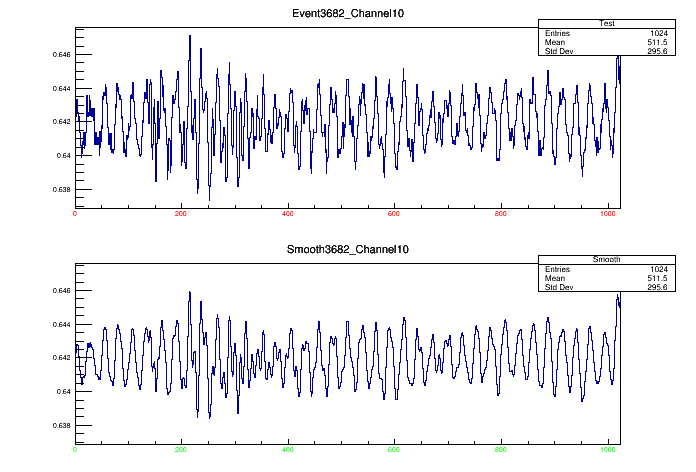 Event3682_Channel10
Test
Entries 1024
Mean 511.5
Std Dev 295.6
0.646
0.644
0.642
0.64
0.638
0 200 400 600 800 1000
Smooth3682_Channel10
Smooth
Entries 1024
Mean 511.5
Std Dev 295.6
0.646
0.644
0.642
0.64
0.638
0 200 400 600 800 1000